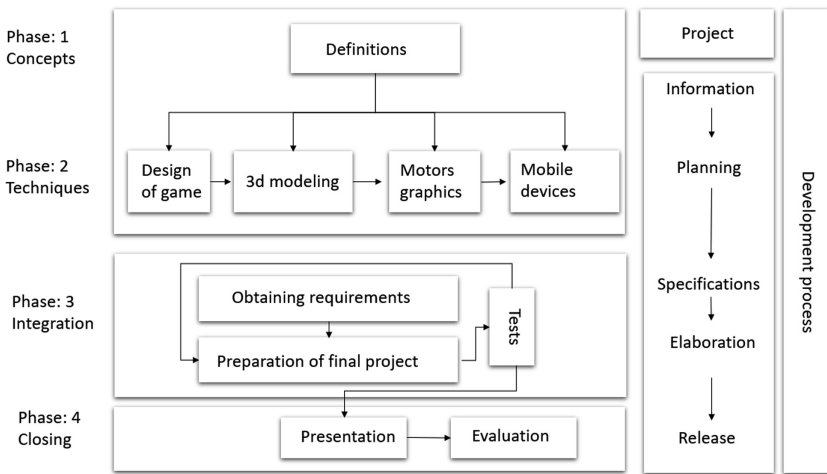 Phase: 1
Concepts
Definitions
Phase: 2
Techniques
Design
of game
3d modeling
Motors
graphics
Mobile
devices
Phase: 3
Integration
Obtaining requirements
Preparation of final project
Tests
Phase: 4
Closing
Presentation
Evaluation
Project
Information
Planning
Specifications
Elaboration
Release
Development process